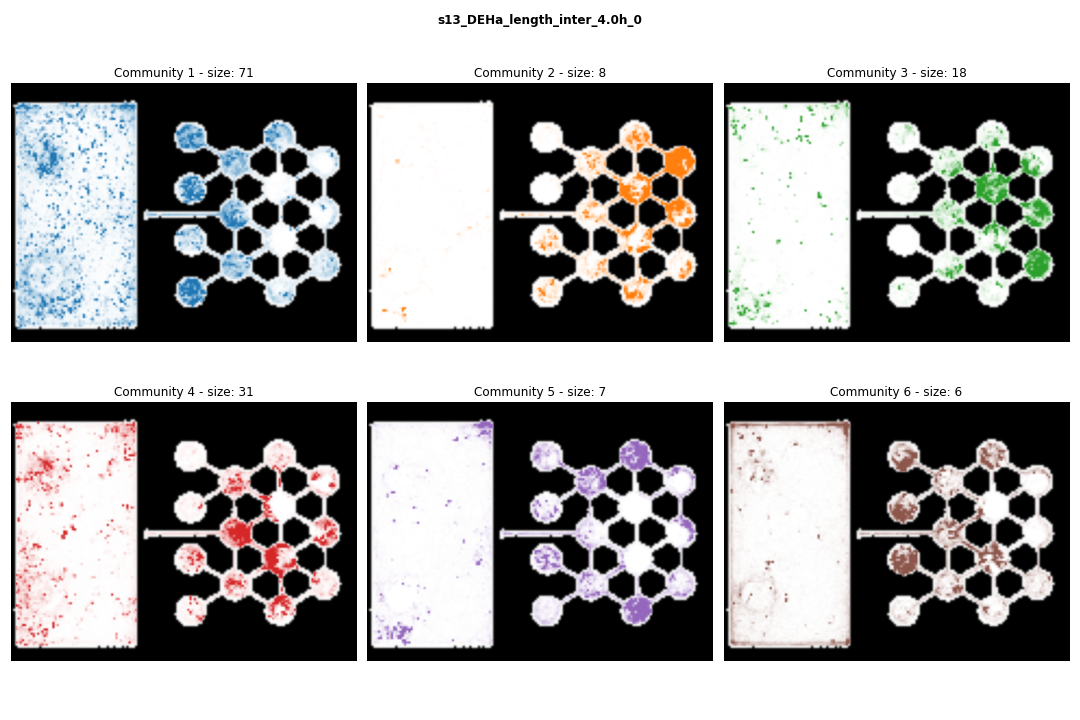 s13_DEHa_length_inter_4.0h_0
Community 1 - size: 71
Community 2 - size: 8
Community 3 - size: 18
Community 4 - size: 31
Community 5 - size: 7
Community 6 - size: 6